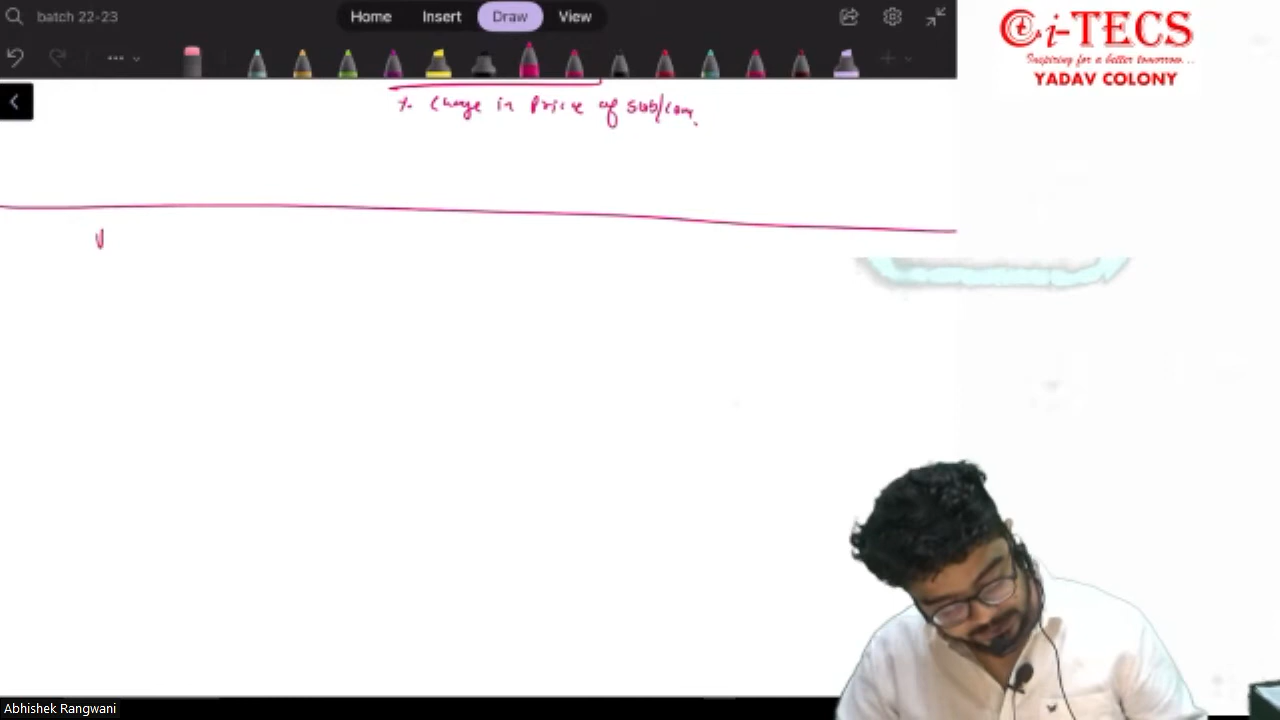 batch 22-23
Home Insert Draw View
i-TECS
Inspiring for a better tomorrow...
YADAV COLONY
% Change in Price of Sub/Com.
Abhishek Rangwani